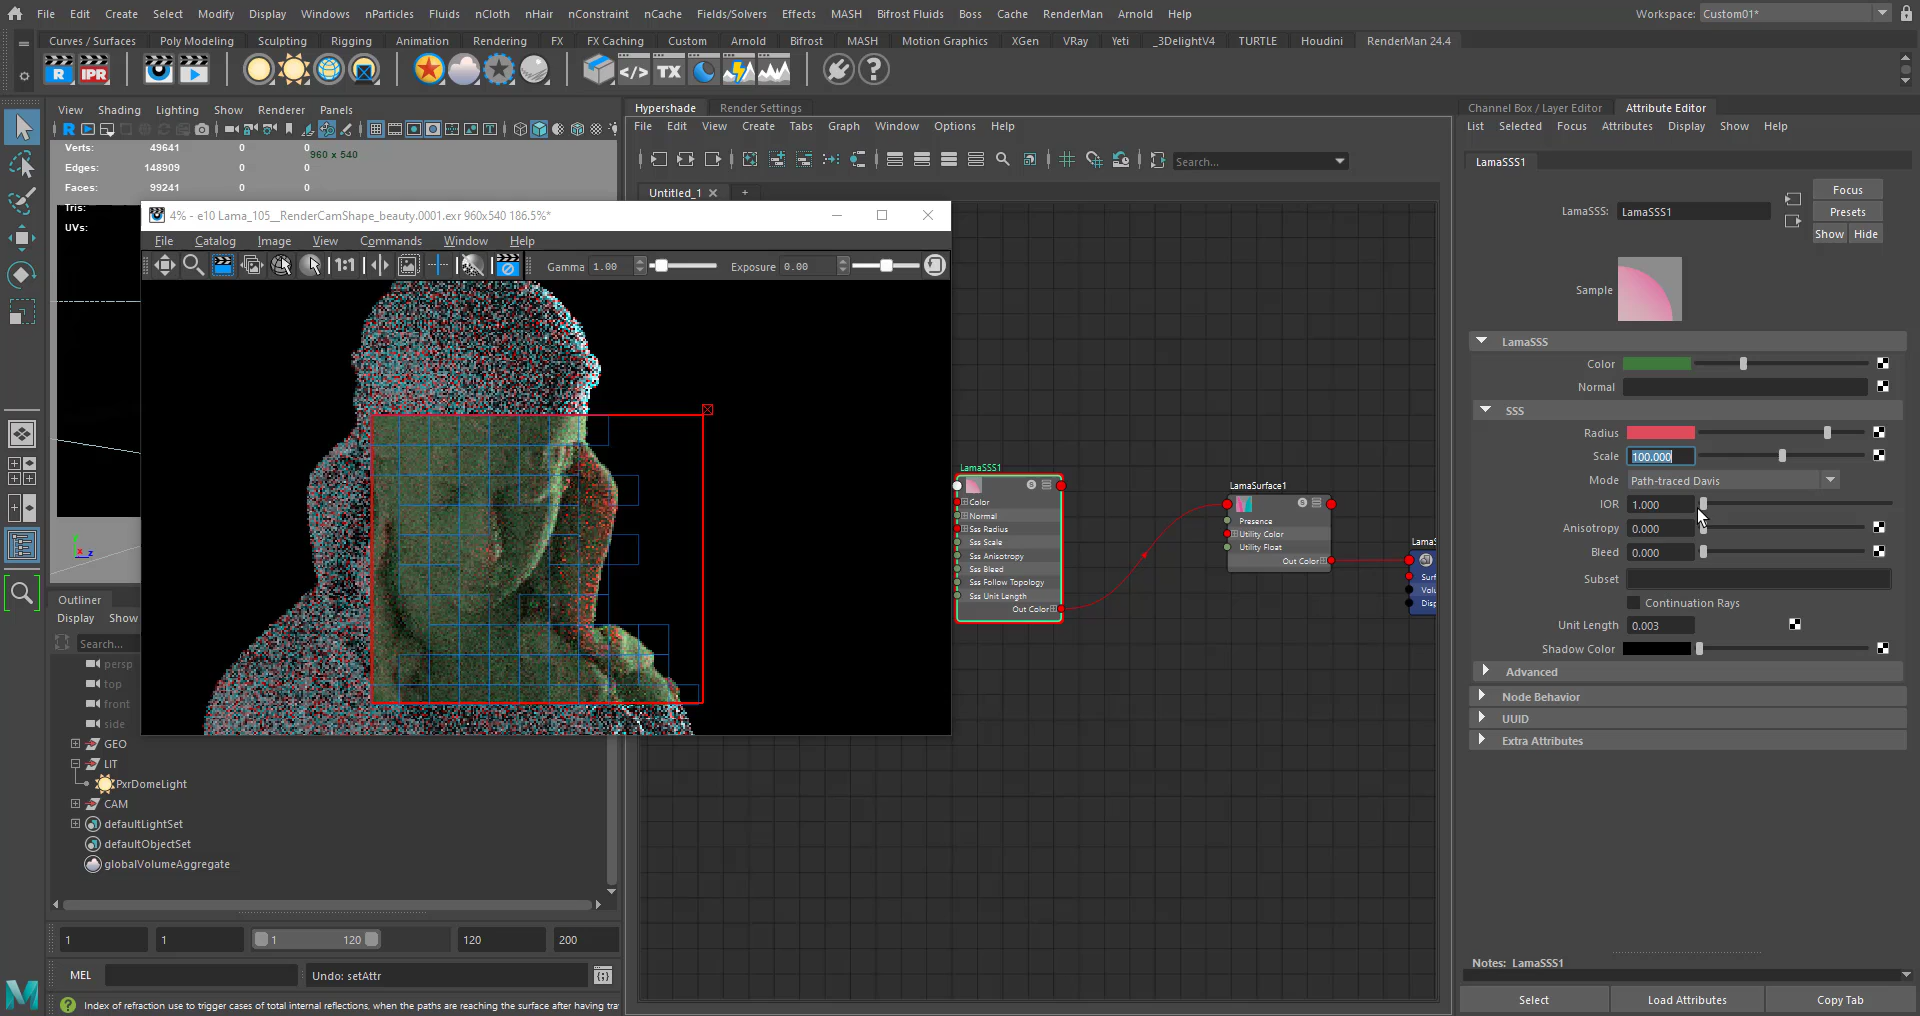 File Edit Create Select Modify Display Windows nParticles Fluids nCloth nHair nConstraint nCache Fields/Solvers Effects MASH Bifrost Fluids Boss Cache RenderMan Arnold Help Workspace: Custom01*
Curves / Surfaces Poly Modeling Sculpting Rigging Animation Rendering FX FX Caching Custom Arnold Bifrost MASH Motion Graphics XGen VRay Yeti _3DelightV4 TURTLE Houdini RenderMan 24.4
R IPR </> TX ?
View Shading Lighting Show Renderer Panels
Verts: 49641 0 0
960 x 540
Edges: 148909 0 0
Faces: 99241 0 0
Tris:
UVs:
4% - e10 Lama_105__RenderCamShape_beauty.0001.exr 960x540 186.5%*
File Catalog Image View Commands Window Help
1:1 Gamma 1.00 Exposure 0.00
Hypershade Render Settings
File Edit View Create Tabs Graph Window Options Help
Search...
Untitled_1 +
LamaSSS1
Color
Normal
Sss Radius
Sss Scale
Sss Anisotropy
Sss Bleed
Sss Follow Topology
Sss Unit Length
Out Color
LamaSurface1
Presence
Utility Color
Utility Float
Out Color
LamaS
Surf
Volu
Disp
Channel Box / Layer Editor Attribute Editor
List Selected Focus Attributes Display Show Help
LamaSSS1
LamaSSS: LamaSSS1
Focus
Presets
Show Hide
Sample
LamaSSS
Color
Normal
SSS
Radius
Scale 100.000
Mode Path-traced Davis
IOR 1.000
Anisotropy 0.000
Bleed 0.000
Subset
Continuation Rays
Unit Length 0.003
Shadow Color
Advanced
Node Behavior
UUID
Extra Attributes
Notes: LamaSSS1
Select Load Attributes Copy Tab
Outliner
Display Show
Search...
persp
top
front
side
GEO
LIT
PxrDomeLight
CAM
defaultLightSet
defaultObjectSet
globalVolumeAggregate
1 1 1 120 120 200
MEL Undo: setAttr
Index of refraction use to trigger cases of total internal reflections, when the paths are reaching the surface after having tra